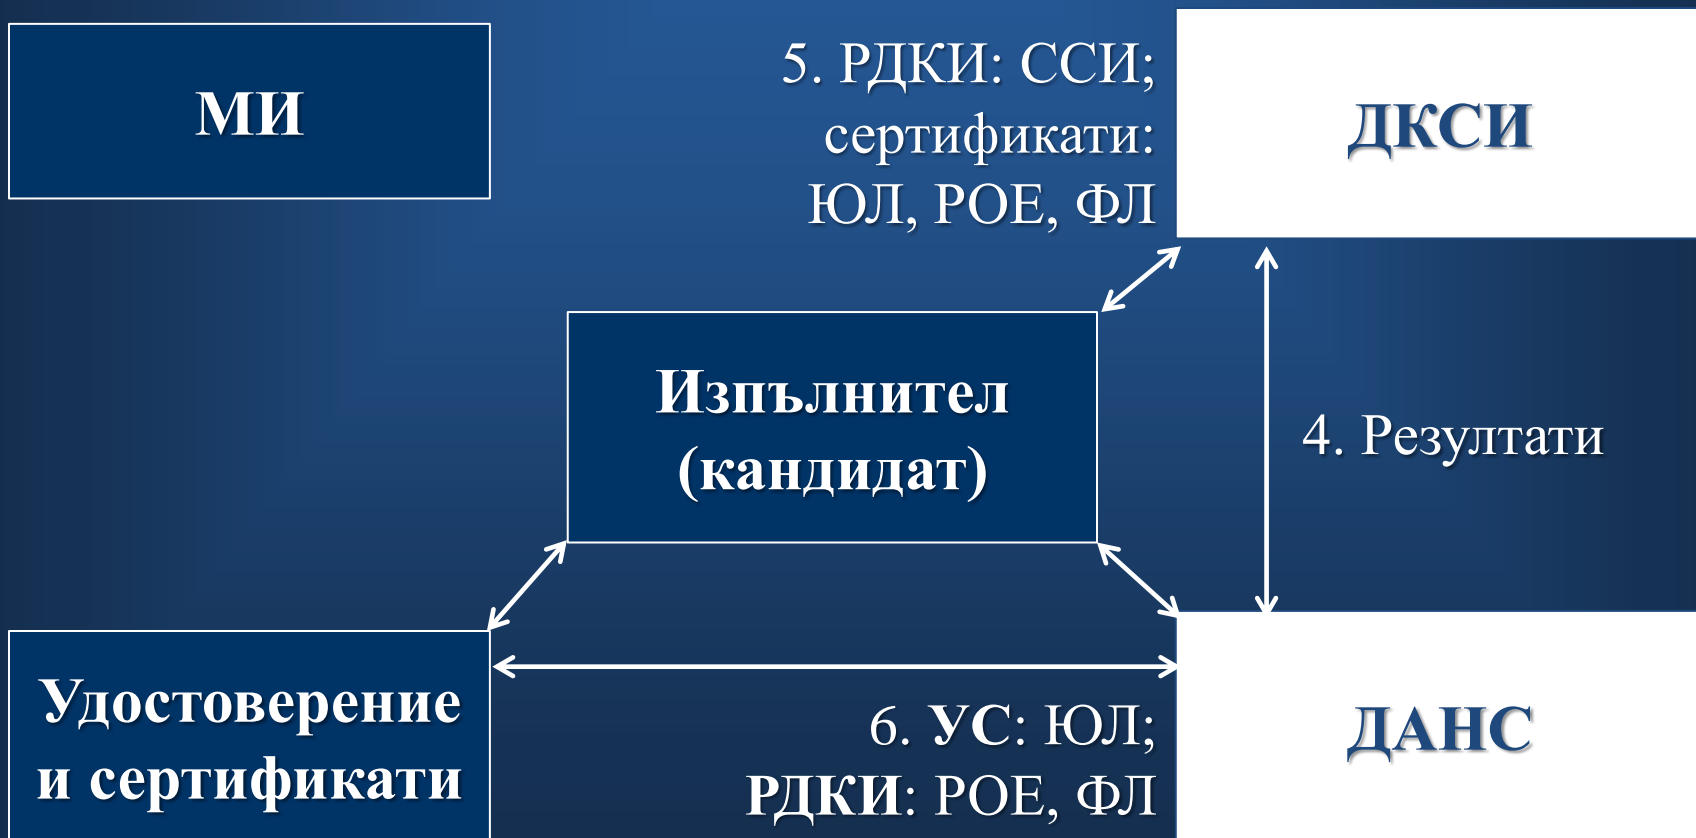 МИ
5. РДКИ: ССИ;
сертификати:
ЮЛ, РОЕ, ФЛ
ДКСИ
Изпълнител
(кандидат)
4. Резултати
Удостоверение
и сертификати
6. УС: ЮЛ;
РДКИ: РОЕ, ФЛ
ДАНС